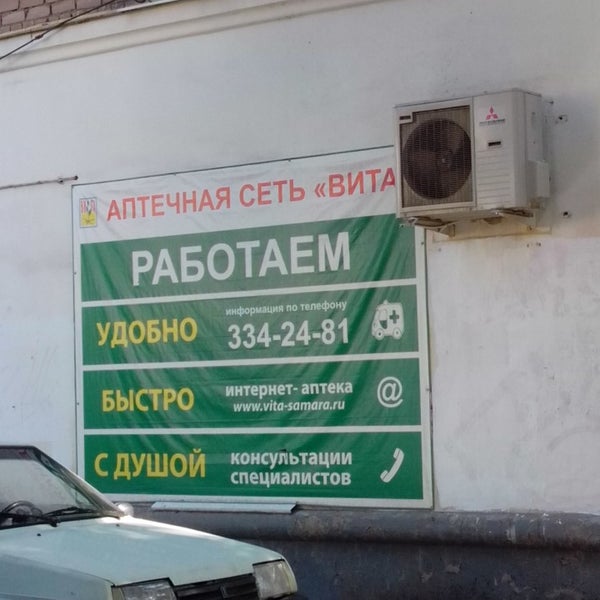 АПТЕЧНАЯ СЕТЬ «ВИТА
РАБОТАЕМ
УДОБНО
информация по телефону
334-24-81
БЫСТРО
интернет- аптека
www.vita-samara.ru
@
С ДУШОЙ
консультации
специалистов